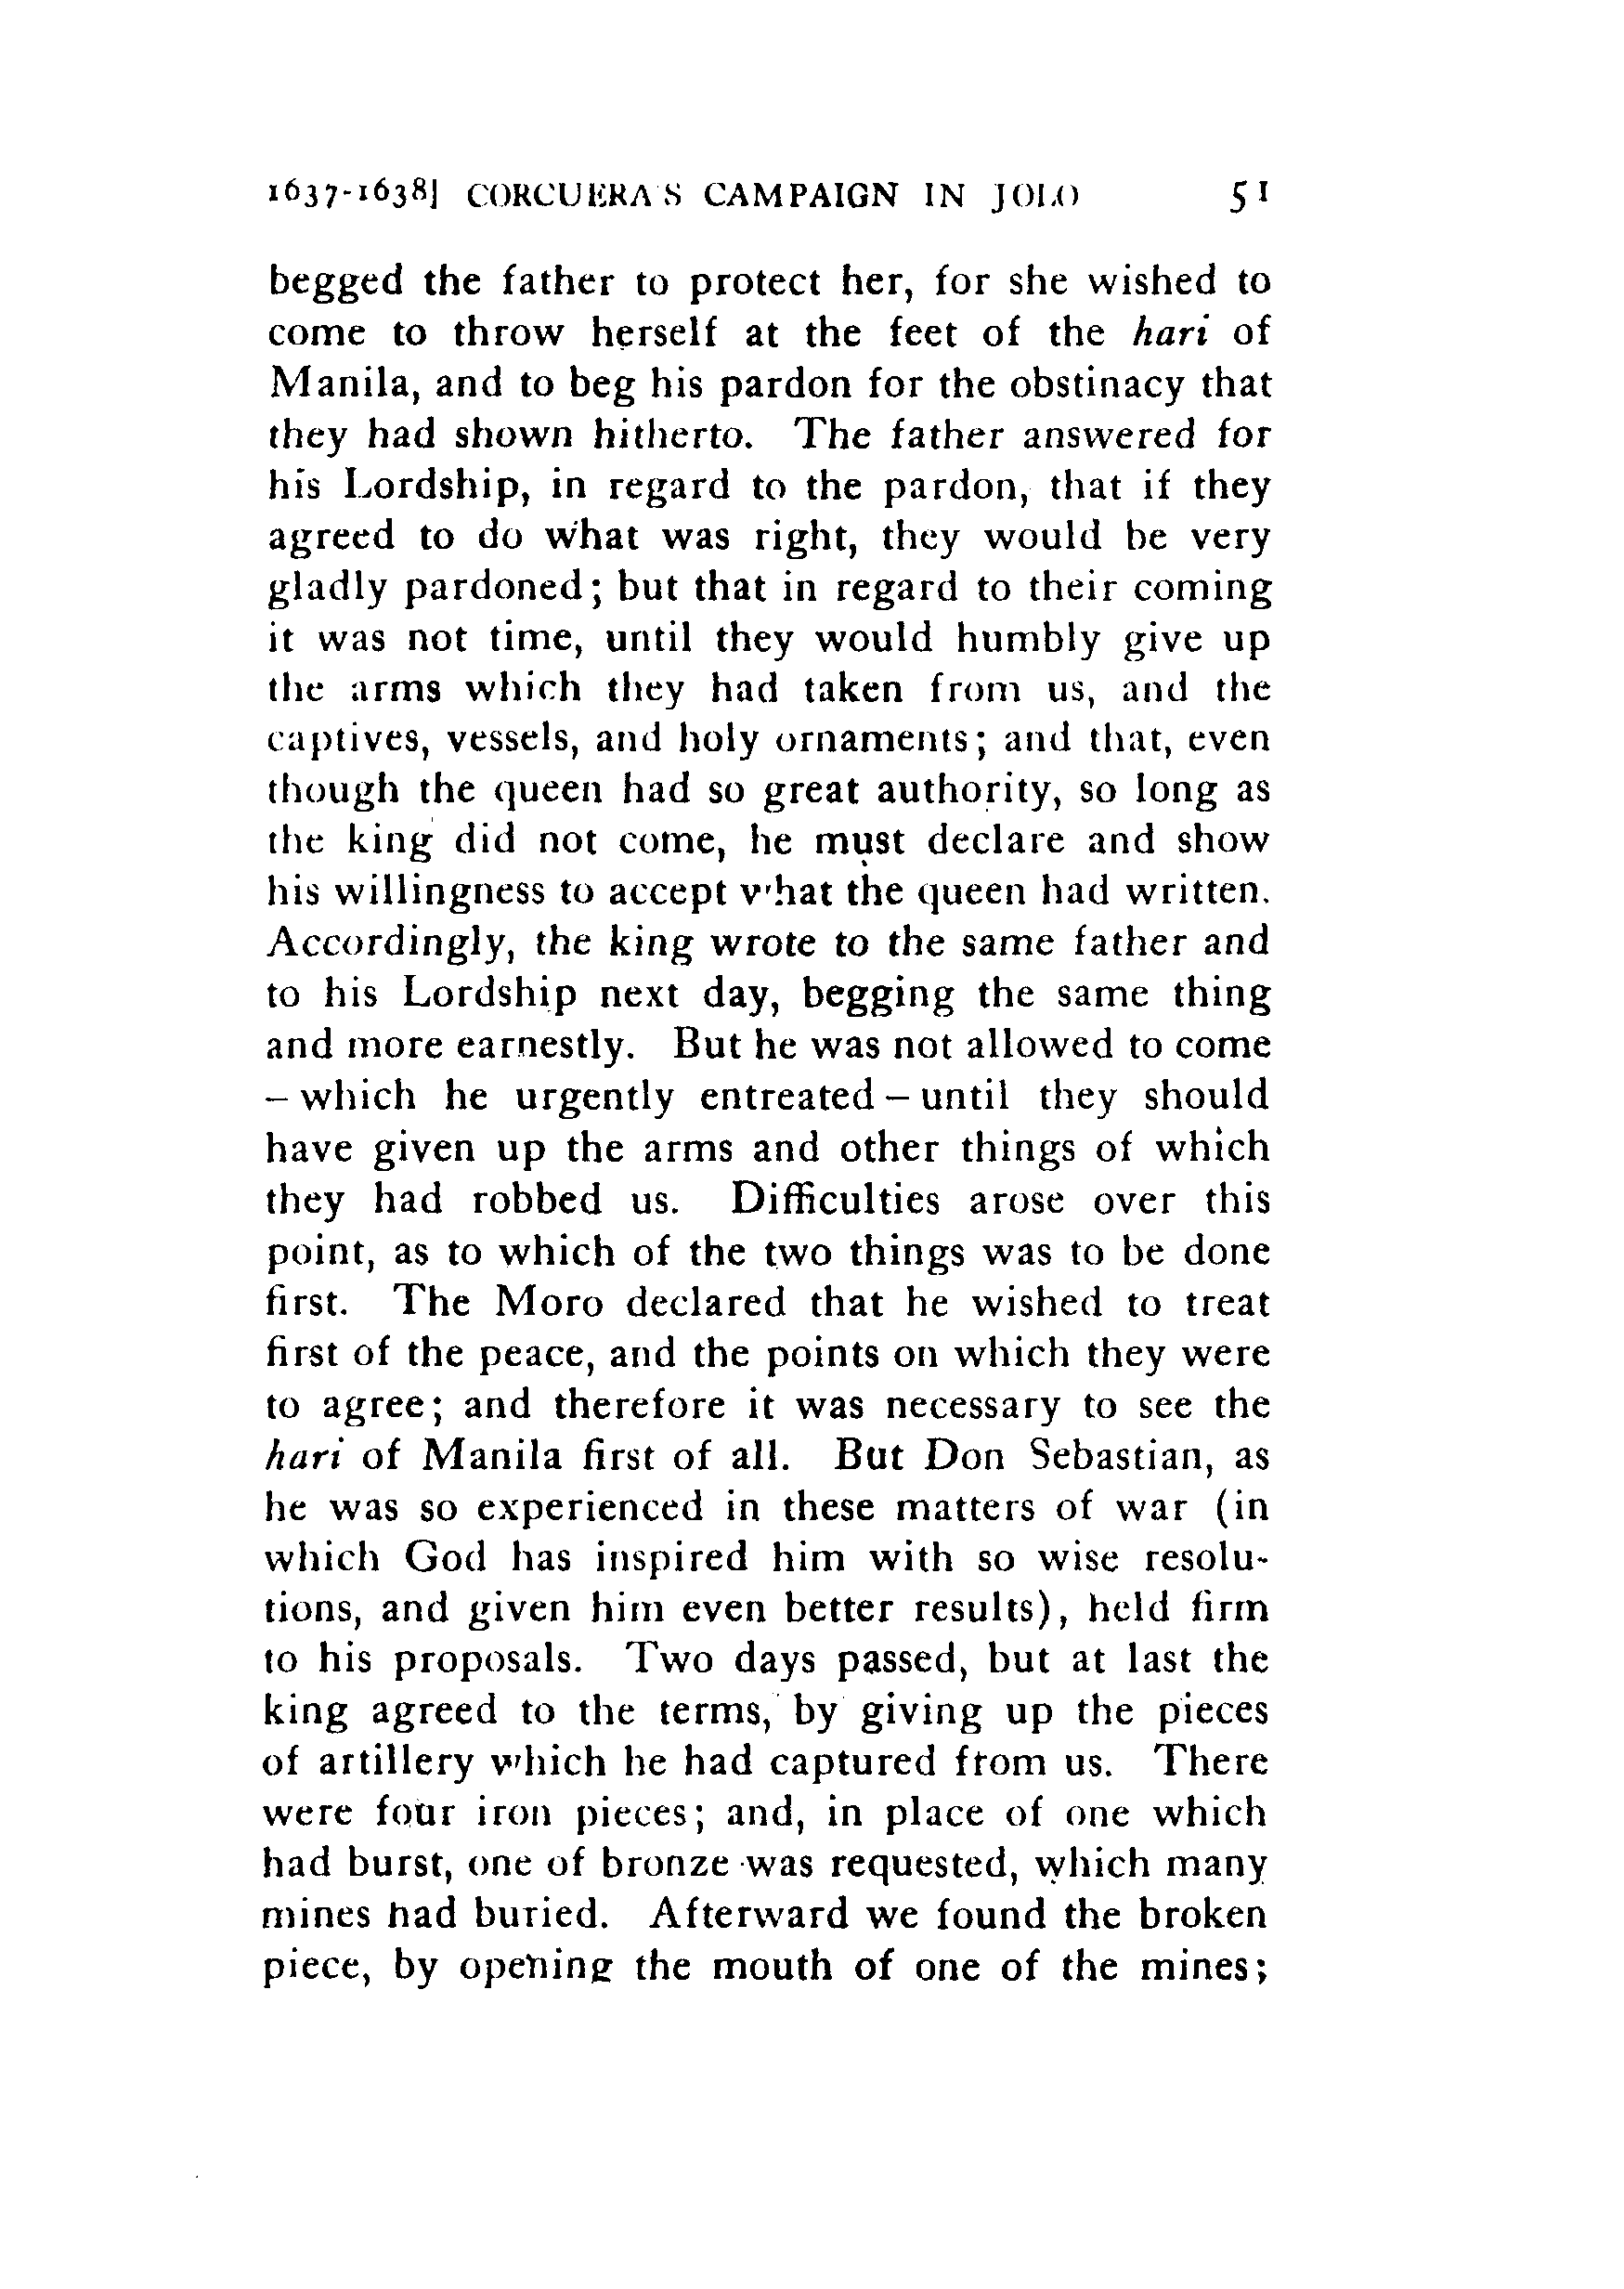 1637-1638] CORCUERA'S CAMPAIGN IN JOLO 51
begged the father to protect her, for she wished to
come to throw herself at the feet of the hari of
Manila, and to beg his pardon for the obstinacy that
they had shown hitherto. The father answered for
his Lordship, in regard to the pardon, that if they
agreed to do what was right, they would be very
gladly pardoned; but that in regard to their coming
it was not time, until they would humbly give up
the arms which they had taken from us, and the
captives, vessels, and holy ornaments; and that, even
though the queen had so great authority, so long as
the king did not come, he must declare and show
his willingness to accept what the queen had written.
Accordingly, the king wrote to the same father and
to his Lordship next day, begging the same thing
and more earnestly. But he was not allowed to come
– which he urgently entreated – until they should
have given up the arms and other things of which
they had robbed us. Difficulties arose over this
point, as to which of the two things was to be done
first. The Moro declared that he wished to treat
first of the peace, and the points on which they were
to agree; and therefore it was necessary to see the
hari of Manila first of all. But Don Sebastian, as
he was so experienced in these matters of war (in
which God has inspired him with so wise resolu-
tions, and given him even better results), held firm
to his proposals. Two days passed, but at last the
king agreed to the terms, by giving up the pieces
of artillery which he had captured from us. There
were four iron pieces; and, in place of one which
had burst, one of bronze was requested, which many
mines had buried. Afterward we found the broken
piece, by opening the mouth of one of the mines;